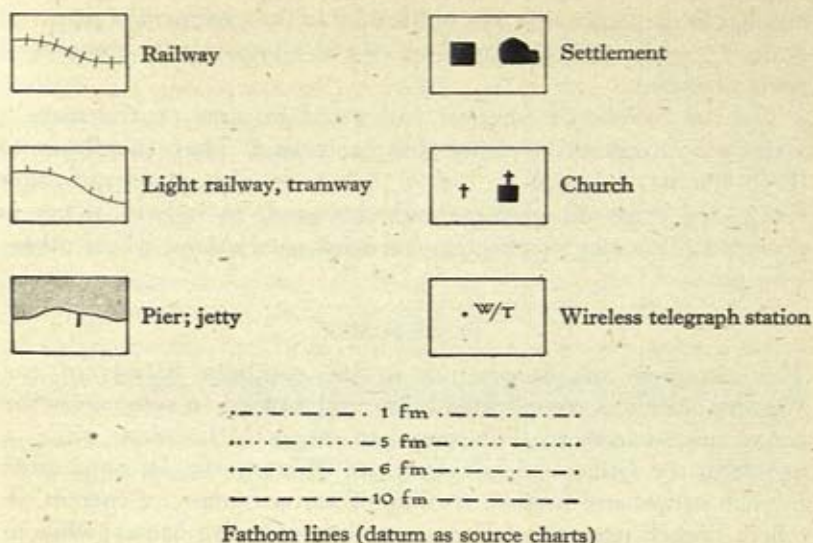 Railway
Settlement
Light railway, tramway
Church
Pier; jetty
W/T
Wireless telegraph station
1 fm
5 fm
6 fm
10 fm
Fathom lines (datum as source charts)